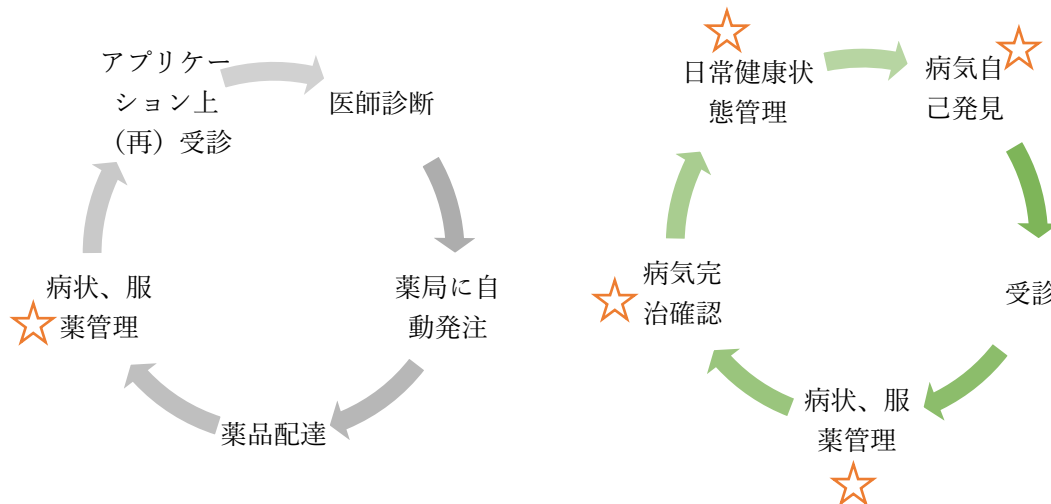 アプリケー
ション上
（再）受診
医師診断
薬局に自
動発注
薬品配達
病状、服
薬管理
日常健康状
態管理
病気自
己発見
受診
病状、服
薬管理
病気完
治確認